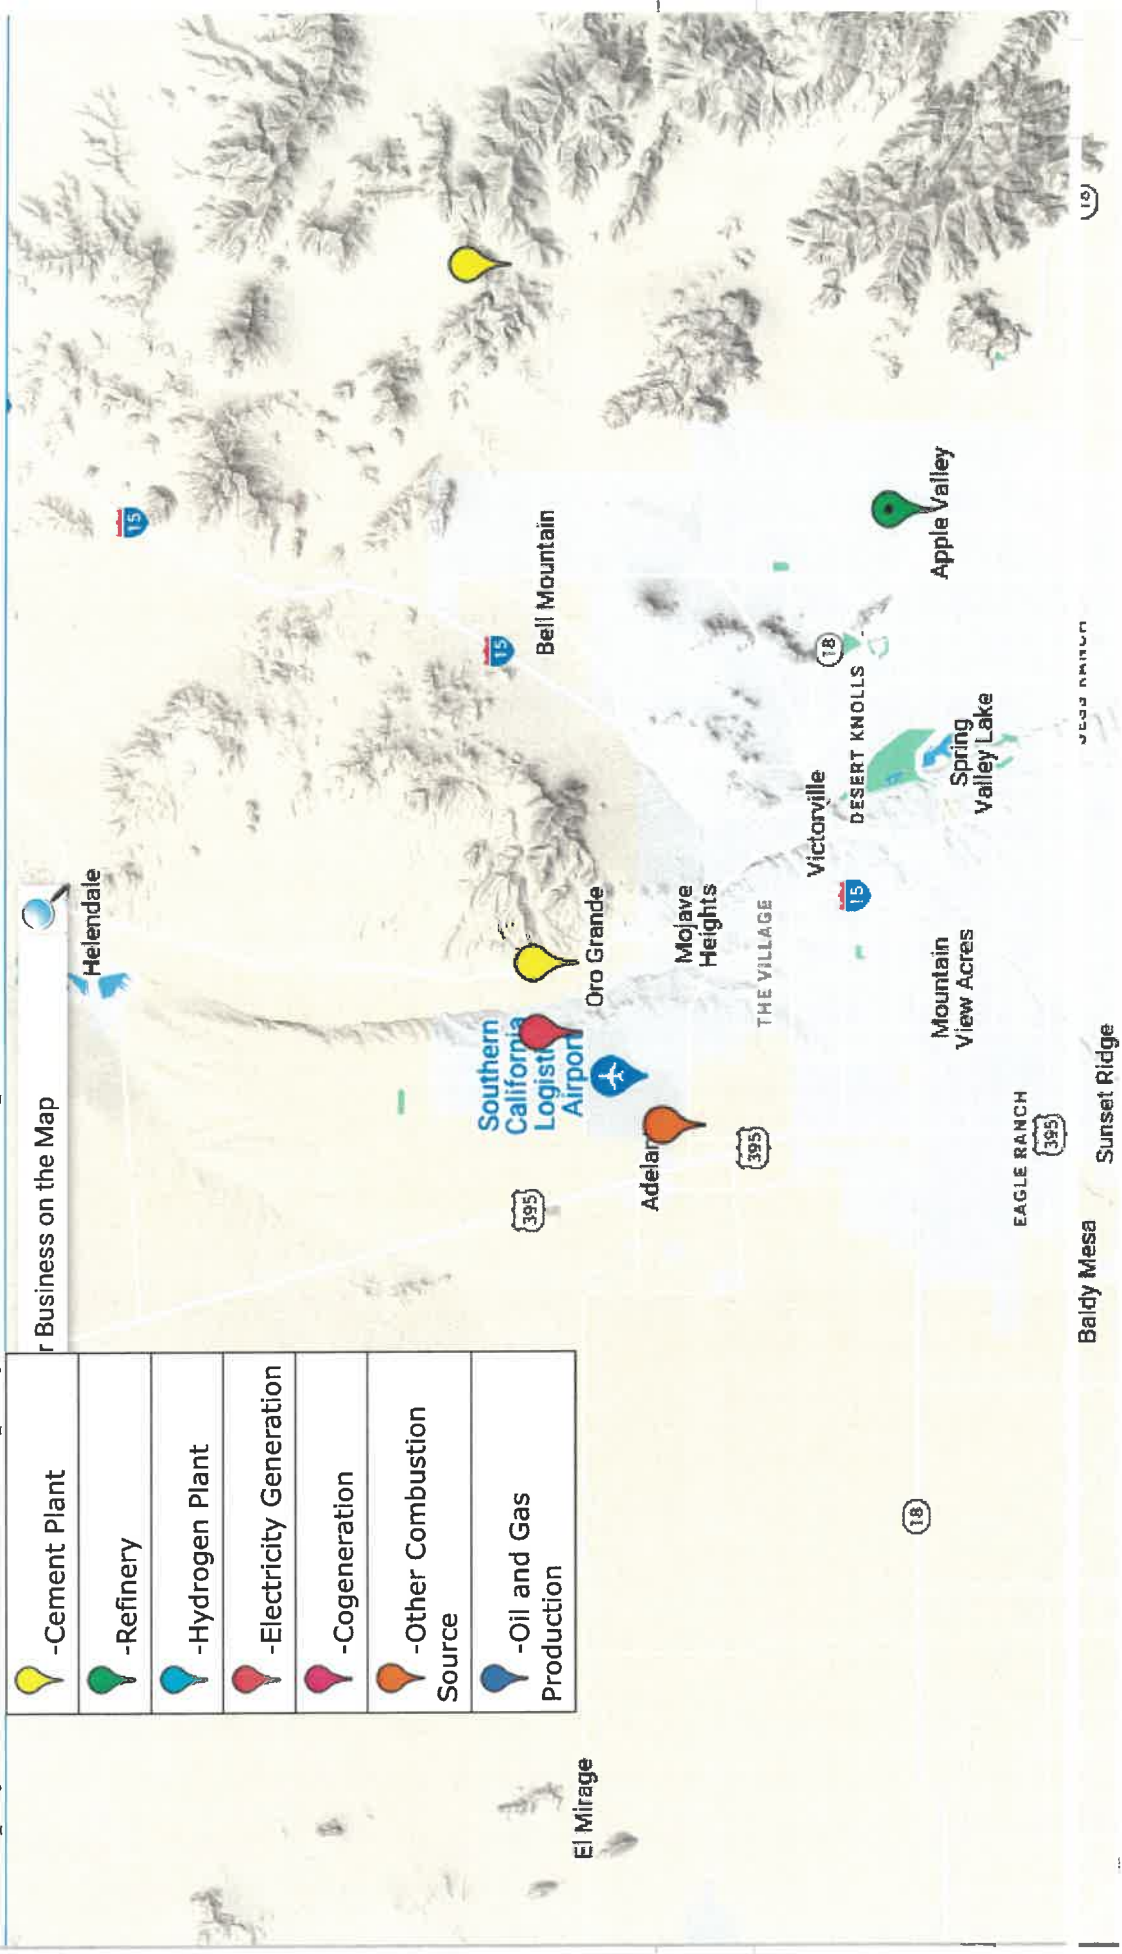 r Business on the Map
-Cement Plant
-Refinery
-Hydrogen Plant
-Electricity Generation
-Cogeneration
-Other Combustion
Source
-Oil and Gas
Production
El Mirage
Helendale
15
15
Bell Mountain
Southern
California
Logisti
Airport
Oro Grande
395
Adelan
395
Mojave
Heights
THE VILLAGE
Victorville
DESERT KNOLLS
18
15
Apple Valley
Spring
Valley Lake
Mountain
View Acres
18
EAGLE RANCH
395
Baldy Mesa
Sunset Ridge
18